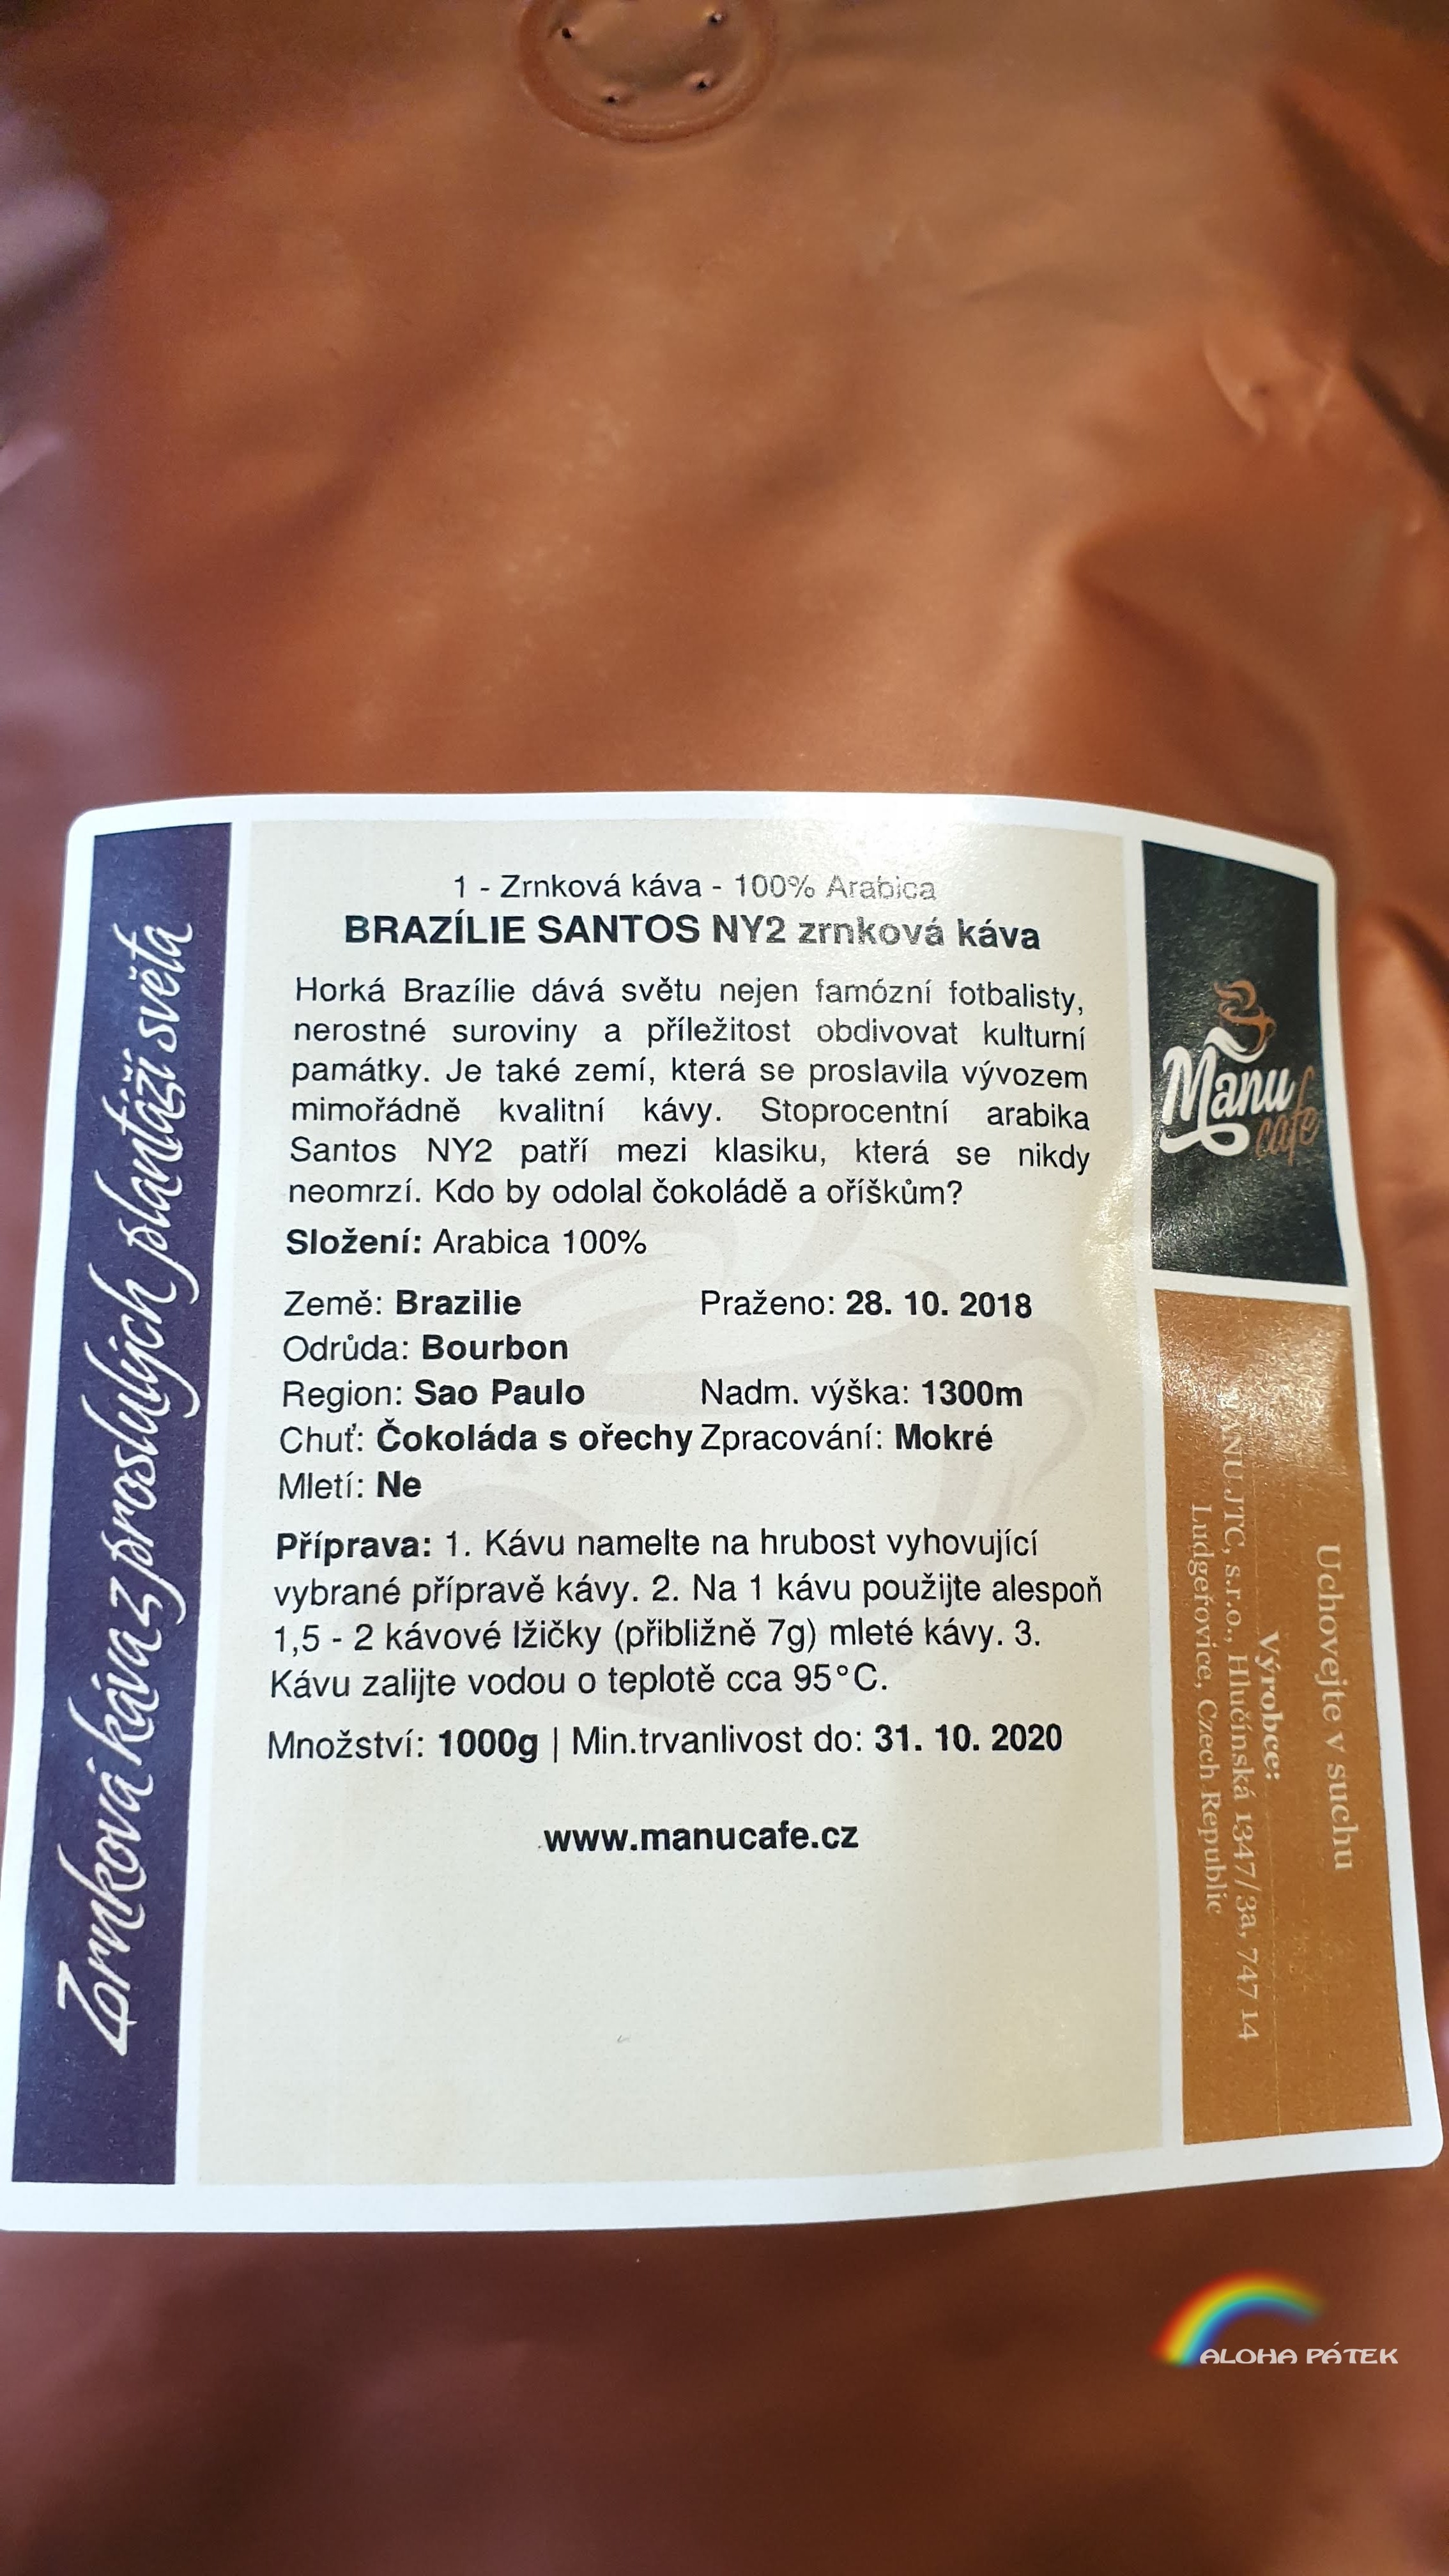 Zrnková káva z proslulých plantáží světa
1 - Zrnková káva - 100% Arabica
BRAZÍLIE SANTOS NY2 zrnková káva
Horká Brazílie dává světu nejen famózní fotbalisty,
nerostné suroviny a příležitost obdivovat kulturní
památky. Je také zemí, která se proslavila vývozem
mimořádně kvalitní kávy. Stoprocentní arabika
Santos NY2 patří mezi klasiku, která se nikdy
neomrzí. Kdo by odolal čokoládě a oříškům?
Složení: Arabica 100%
Země: Brazilie Praženo: 28. 10. 2018
Odrůda: Bourbon
Region: Sao Paulo Nadm. výška: 1300m
Chuť: Čokoláda s ořechy Zpracování: Mokré
Mletí: Ne
Příprava: 1. Kávu namelte na hrubost vyhovující
vybrané přípravě kávy. 2. Na 1 kávu použijte alespoň
1,5 - 2 kávové lžičky (přibližně 7g) mleté kávy. 3.
Kávu zalijte vodou o teplotě cca 95°C.
Množství: 1000g | Min.trvanlivost do: 31. 10. 2020
www.manucafe.cz
Manu
cafe
Uchovejte v suchu
Výrobce:
MANU JTC, s.r.o., Hlučínská 1347/3a, 747 14
Ludgeřovice, Czech Republic
ALOHA PÁTEK